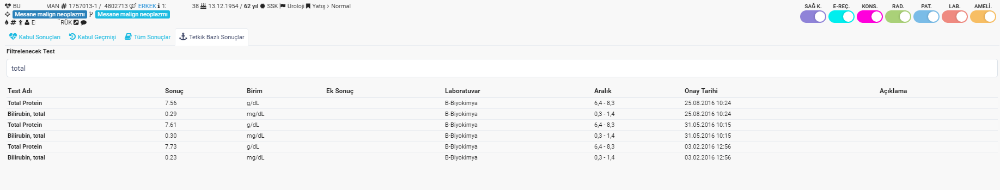 BU MAN 1757013-1 / 4802713 ERKEK 38 13.12.1954 / 62 yıl SSK Üroloji Yatış > Normal
Mesane malign neoplazmı Mesane malign neoplazmı
RÜK
SAĞ K. E-REÇ. KONS. RAD. PAT. LAB. AMELİ.
Kabul Sonuçları Kabul Geçmişi Tüm Sonuçlar Tetkik Bazlı Sonuçlar
Filtrelenecek Test
total
Test Adı Sonuç Birim Ek Sonuç Laboratuvar Aralık Onay Tarihi Açıklama
Total Protein 7.56 g/dL B-Biyokimya 6,4 - 8,3 25.08.2016 10:24
Bilirubin, total 0.29 mg/dL B-Biyokimya 0,3 - 1,4 25.08.2016 10:24
Total Protein 7.61 g/dL B-Biyokimya 6,4 - 8,3 31.05.2016 10:15
Bilirubin, total 0.30 mg/dL B-Biyokimya 0,3 - 1,4 31.05.2016 10:15
Total Protein 7.73 g/dL B-Biyokimya 6,4 - 8,3 03.02.2016 12:56
Bilirubin, total 0.23 mg/dL B-Biyokimya 0,3 - 1,4 03.02.2016 12:56